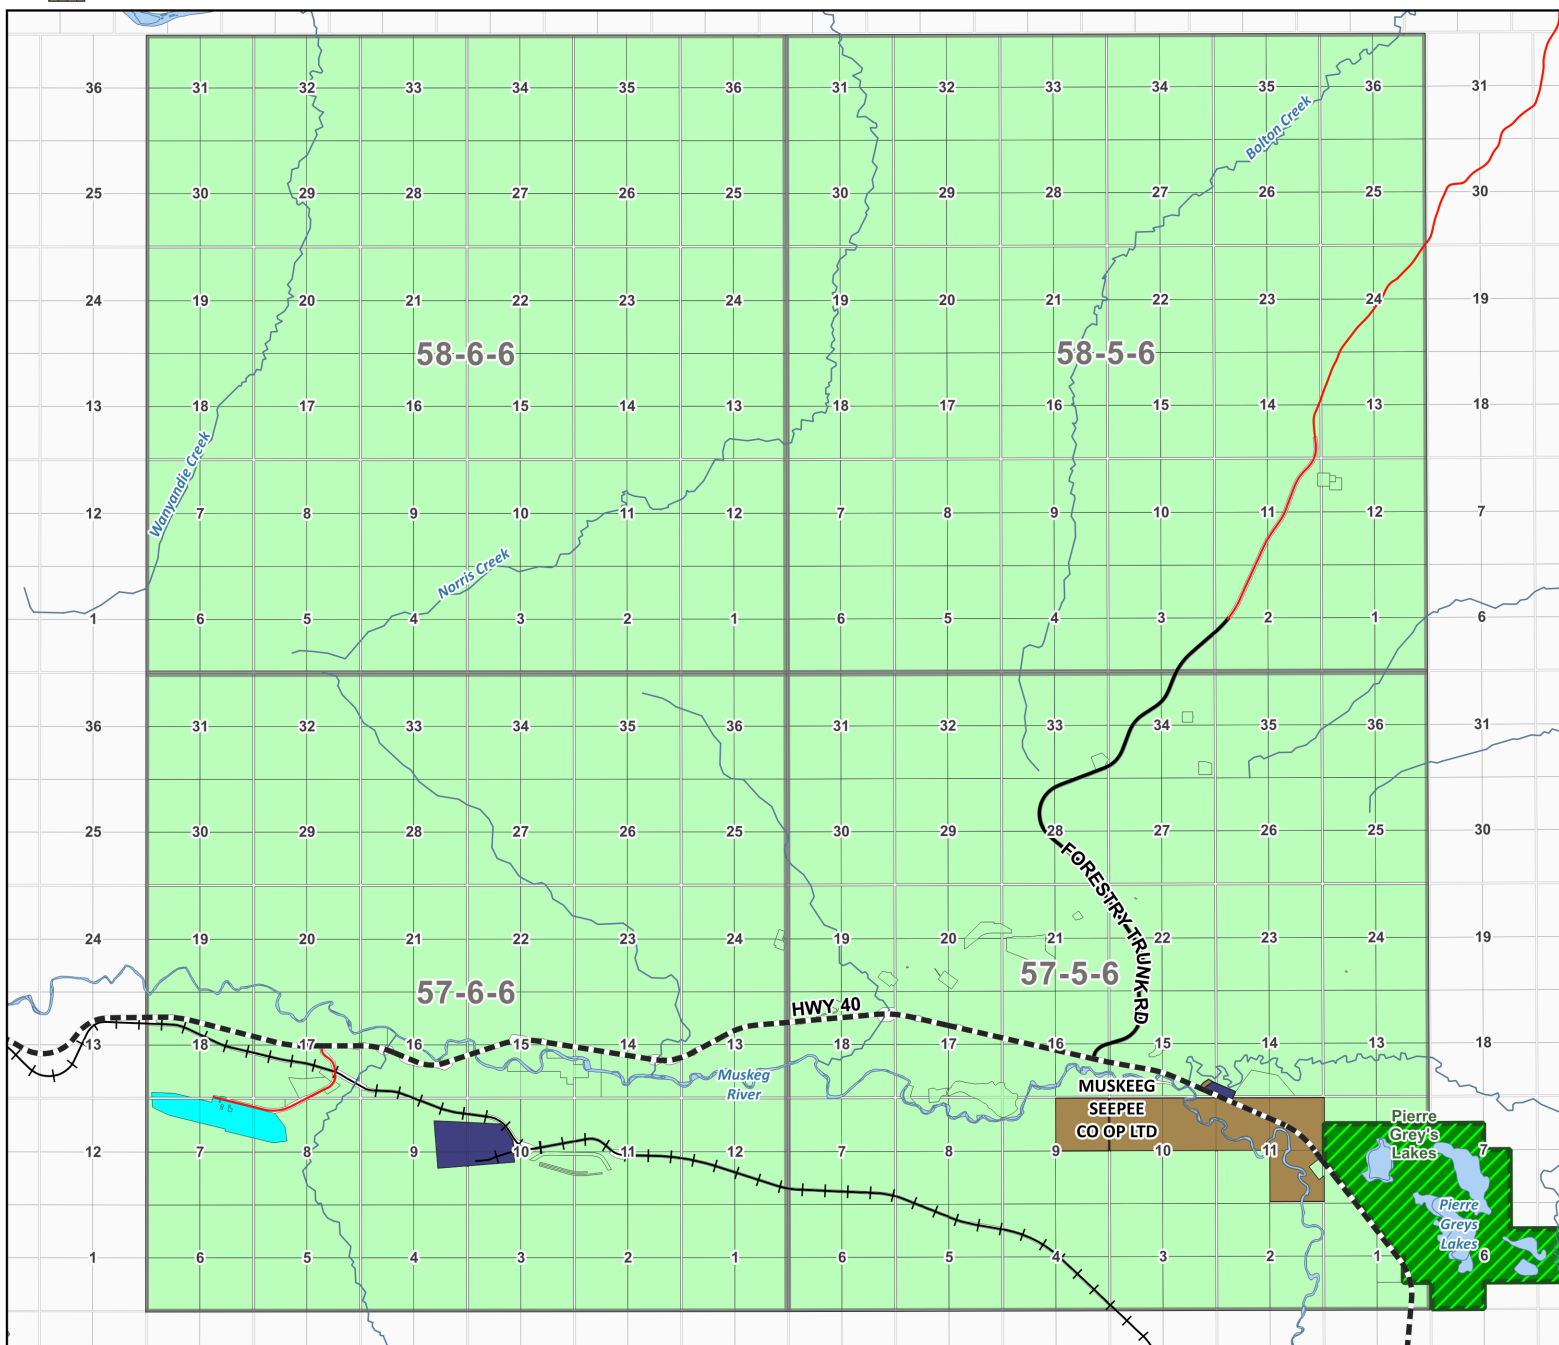 36 31 32 33 34 35 36 31 32 33 34 35 36 31
Bolton Creek
25 30 29 28 27 26 25 30 29 28 27 26 25 30
24 19 20 21 22 23 24 19 20 21 22 23 24 19
58-6-6 58-5-6
13 18 17 16 15 14 13 18 17 16 15 14 13 18
Wanyandie Creek
12 7 8 9 10 11 12 7 8 9 10 11 12 7
Norris Creek
1 6 5 4 3 2 1 6 5 4 3 2 1 6
36 31 32 33 34 35 36 31 32 33 34 35 36 31
25 30 29 28 27 26 25 30 29 28 27 26 25 30
FORESTRY TRUNK RD
24 19 20 21 22 23 24 19 20 21 22 23 24 19
57-6-6 57-5-6
HWY 40
13 18 17 16 15 14 13 18 17 16 15 14 13 18
Muskeg
River
MUSKEEG
SEEPEE
CO OP LTD
Pierre
Grey's
Lakes
12 7 8 9 10 11 12 7 8 9 10 11 7
Pierre
Greys
Lakes
1 6 5 4 3 2 1 6 5 4 3 2 1 6